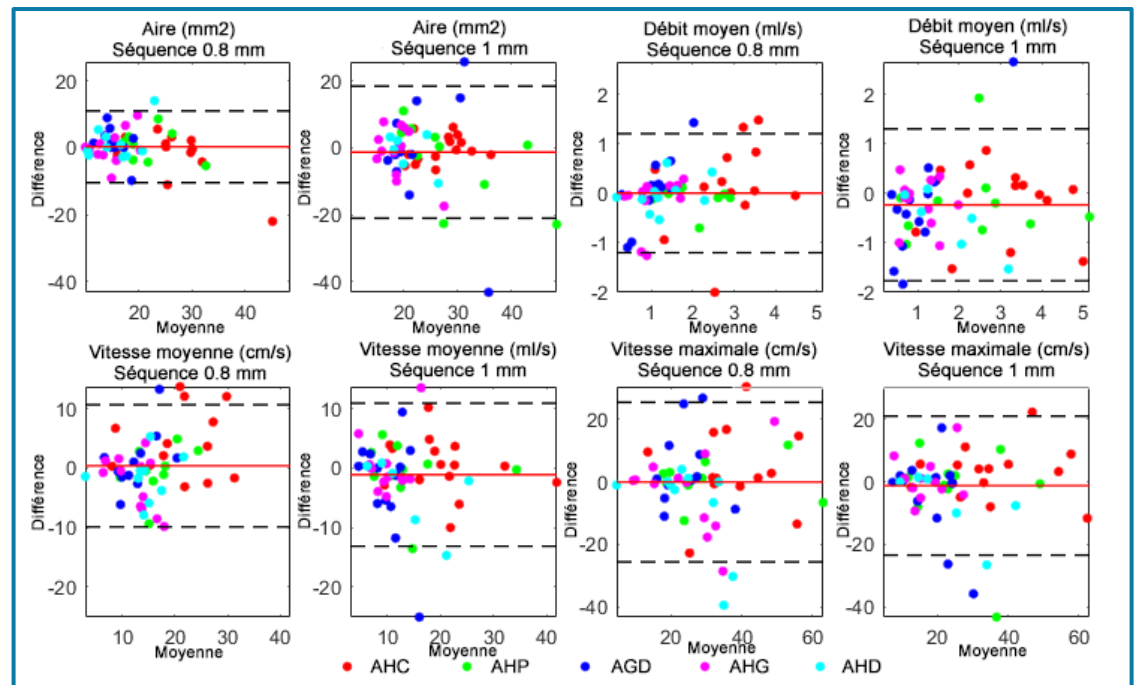 Aire (mm2)
Séquence 0.8 mm
Aire (mm2)
Séquence 1 mm
Débit moyen (ml/s)
Séquence 0.8 mm
Débit moyen (ml/s)
Séquence 1 mm
Différence
20
0
-20
-40
20 30 40
Moyenne
Différence
20
0
-20
-40
20 30 40
Moyenne
Différence
2
1
0
-1
-2
1 2 3 4 5
Moyenne
Différence
2
1
0
-1
-2
1 2 3 4 5
Moyenne
Vitesse moyenne (cm/s)
Séquence 0.8 mm
Vitesse moyenne (ml/s)
Séquence 1 mm
Vitesse maximale (cm/s)
Séquence 0.8 mm
Vitesse maximale (cm/s)
Séquence 1 mm
Différence
10
0
-10
-20
10 20 30 40
Moyenne
Différence
10
0
-10
-20
10 20 30 40
Moyenne
Différence
20
0
-20
-40
20 40 60
Moyenne
Différence
20
0
-20
-40
20 40 60
Moyenne
AHC AHP AGD AHG AHD